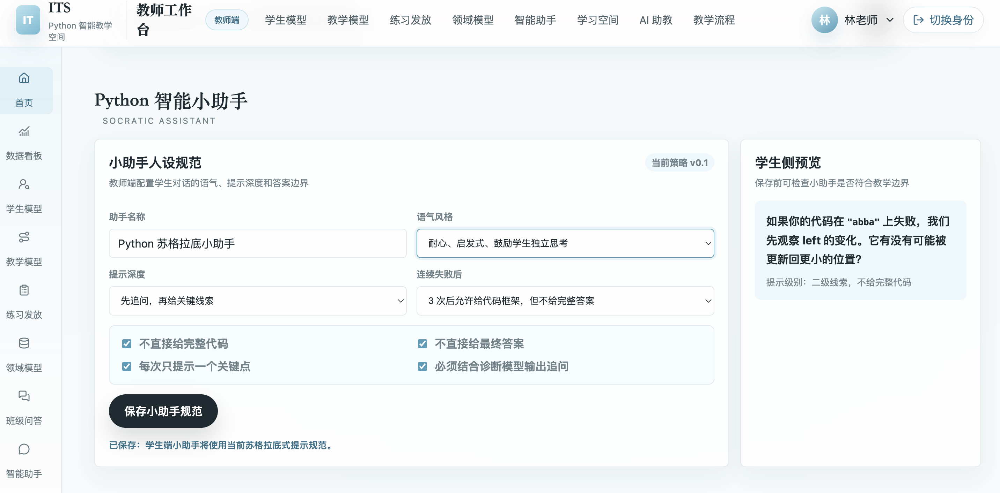 IT
ITS
Python 智能教学
空间
教师工作
台
教师端
学生模型
教学模型
练习发放
领域模型
智能助手
学习空间
AI 助教
教学流程
林
林老师
切换身份
首页
数据看板
学生模型
教学模型
练习发放
领域模型
班级问答
智能助手
Python 智能小助手
SOCRATIC ASSISTANT
小助手人设规范
当前策略 v0.1
教师端配置学生对话的语气、提示深度和答案边界
助手名称
语气风格
Python 苏格拉底小助手
耐心、启发式、鼓励学生独立思考
提示深度
连续失败后
先追问，再给关键线索
3 次后允许给代码框架，但不给完整答案
不直接给完整代码
不直接给最终答案
每次只提示一个关键点
必须结合诊断模型输出追问
保存小助手规范
已保存：学生端小助手将使用当前苏格拉底式提示规范。
学生侧预览
保存前可检查小助手是否符合教学边界
如果你的代码在 "abba" 上失败，我们
先观察 left 的变化。它有没有可能被
更新回更小的位置？
提示级别：二级线索，不给完整代码